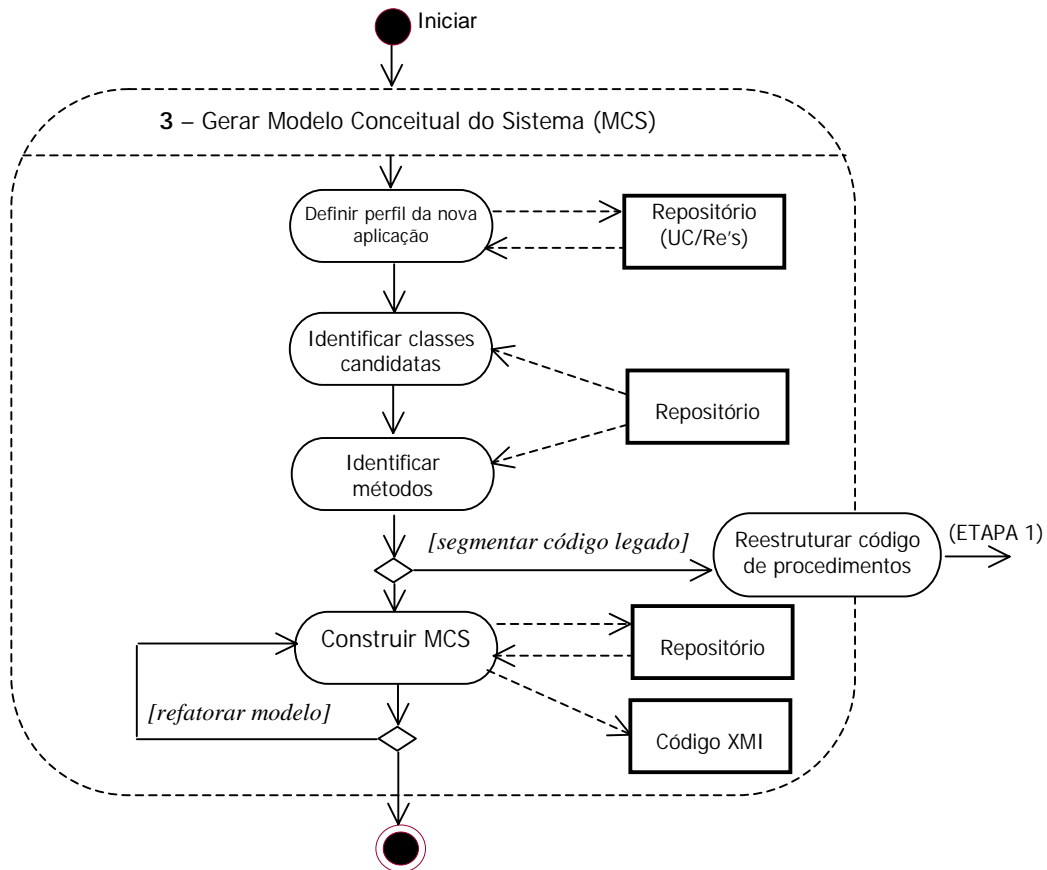 Iniciar
3 – Gerar Modelo Conceitual do Sistema (MCS)
Definir perfil da nova
aplicação
Repositório
(UC/Re's)
Identificar classes
candidatas
Repositório
Identificar
métodos
[segmentar código legado]
Reestruturar código
de procedimentos
(ETAPA 1)
Construir MCS
Repositório
[refatorar modelo]
Código XMI